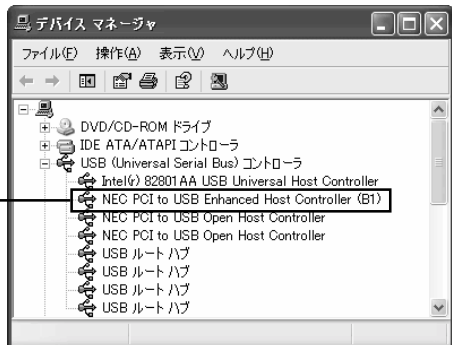 デバイス マネージャ
ファイル(F) 操作(A) 表示(V) ヘルプ(H)
DVD/CD-ROM ドライブ
IDE ATA/ATAPI コントローラ
USB (Universal Serial Bus) コントローラ
Intel(r) 82801AA USB Universal Host Controller
NEC PCI to USB Enhanced Host Controller (B1)
NEC PCI to USB Open Host Controller
NEC PCI to USB Open Host Controller
USB ルート ハブ
USB ルート ハブ
USB ルート ハブ
USB ルート ハブ